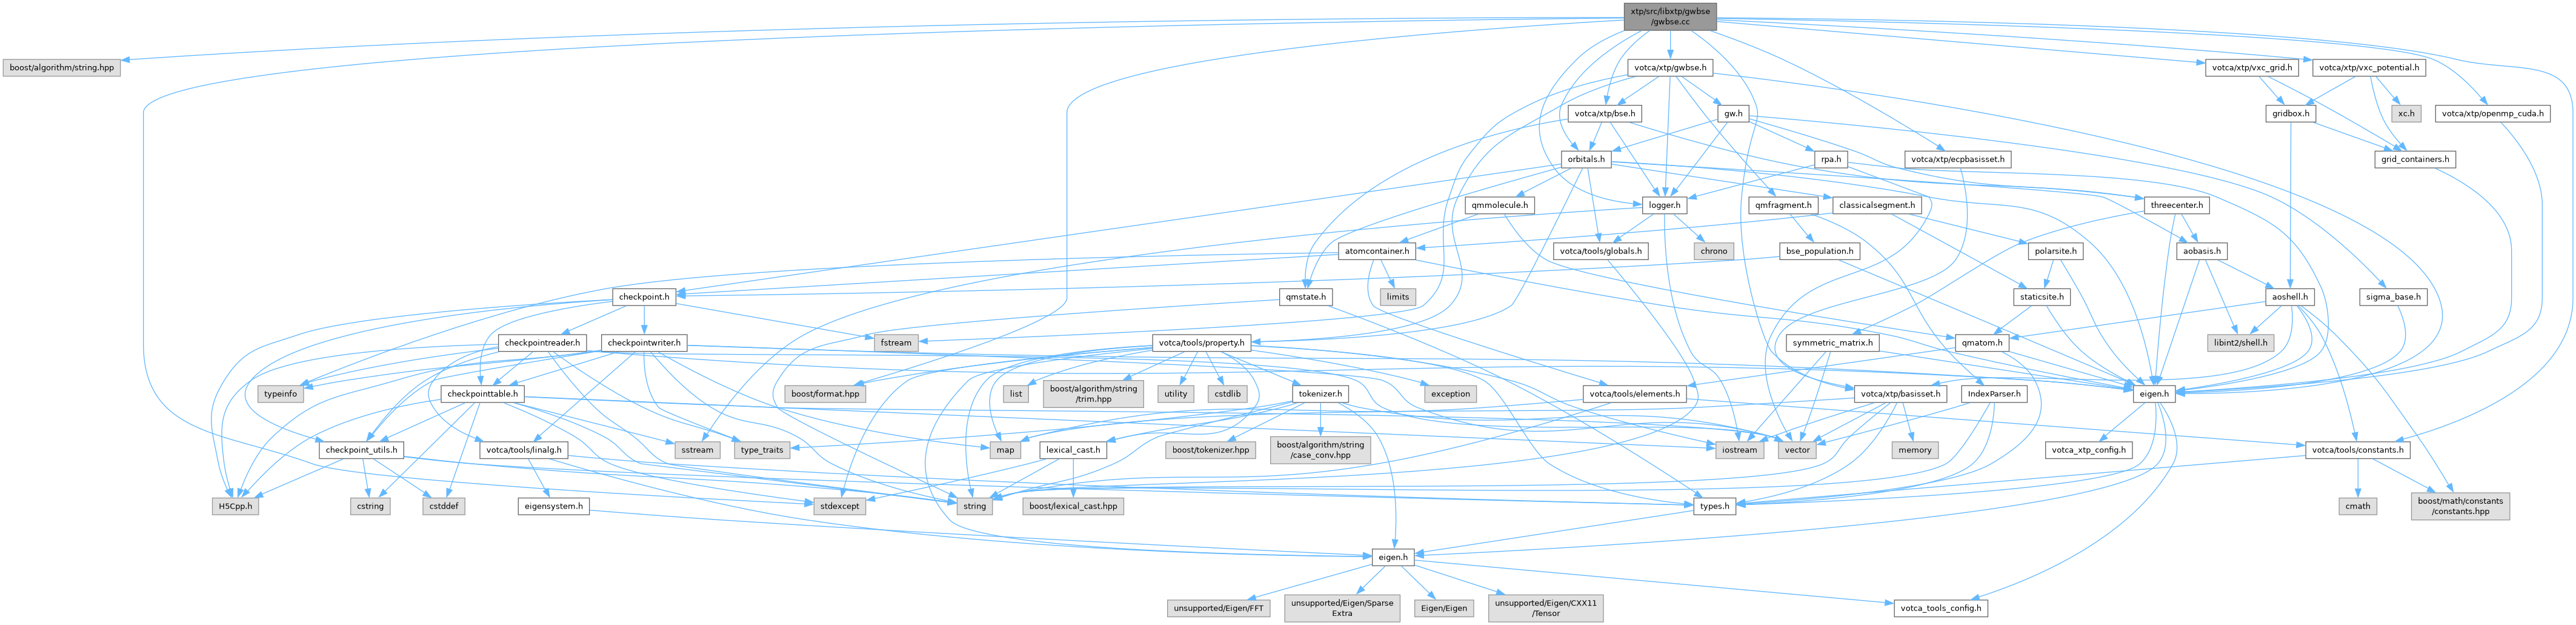 xtp/src/libxtp/gwbse
/gwbse.cc
boost/algorithm/string.hpp
votca/xtp/gwbse.h
votca/xtp/vxc_grid.h
votca/xtp/vxc_potential.h
votca/xtp/bse.h
gw.h
gridbox.h
xc.h
votca/xtp/openmp_cuda.h
orbitals.h
rpa.h
votca/xtp/ecpbasisset.h
grid_containers.h
qmmolecule.h
logger.h
qmfragment.h
classicalsegment.h
threecenter.h
atomcontainer.h
votca/tools/globals.h
chrono
bse_population.h
polarsite.h
aobasis.h
checkpoint.h
qmstate.h
limits
staticsite.h
aoshell.h
sigma_base.h
checkpointreader.h
checkpointwriter.h
fstream
votca/tools/property.h
symmetric_matrix.h
qmatom.h
libint2/shell.h
typeinfo
checkpointtable.h
boost/format.hpp
list
boost/algorithm/string
/trim.hpp
utility
cstdlib
tokenizer.h
exception
votca/tools/elements.h
votca/xtp/basisset.h
IndexParser.h
eigen.h
checkpoint_utils.h
votca/tools/linalg.h
sstream
type_traits
map
lexical_cast.h
boost/tokenizer.hpp
boost/algorithm/string
/case_conv.hpp
iostream
vector
memory
votca_xtp_config.h
votca/tools/constants.h
H5Cpp.h
cstring
cstddef
eigensystem.h
stdexcept
string
boost/lexical_cast.hpp
types.h
cmath
boost/math/constants
/constants.hpp
eigen.h
unsupported/Eigen/FFT
unsupported/Eigen/Sparse
Extra
Eigen/Eigen
unsupported/Eigen/CXX11
/Tensor
votca_tools_config.h